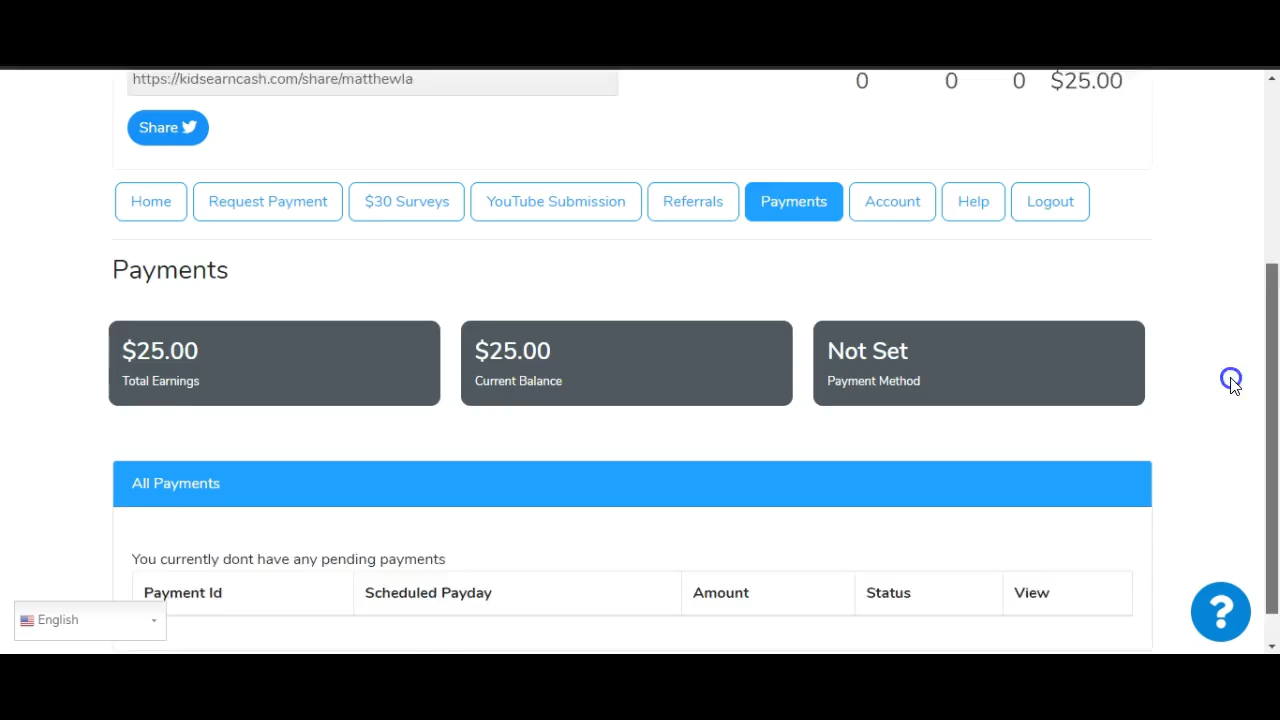 https://kidsearncash.com/share/matthewla
0 0 0 $25.00
Share
Home Request Payment $30 Surveys YouTube Submission Referrals Payments Account Help Logout
Payments
$25.00 $25.00 Not Set
Total Earnings Current Balance Payment Method
All Payments
You currently dont have any pending payments
Payment Id Scheduled Payday Amount Status View
English
?